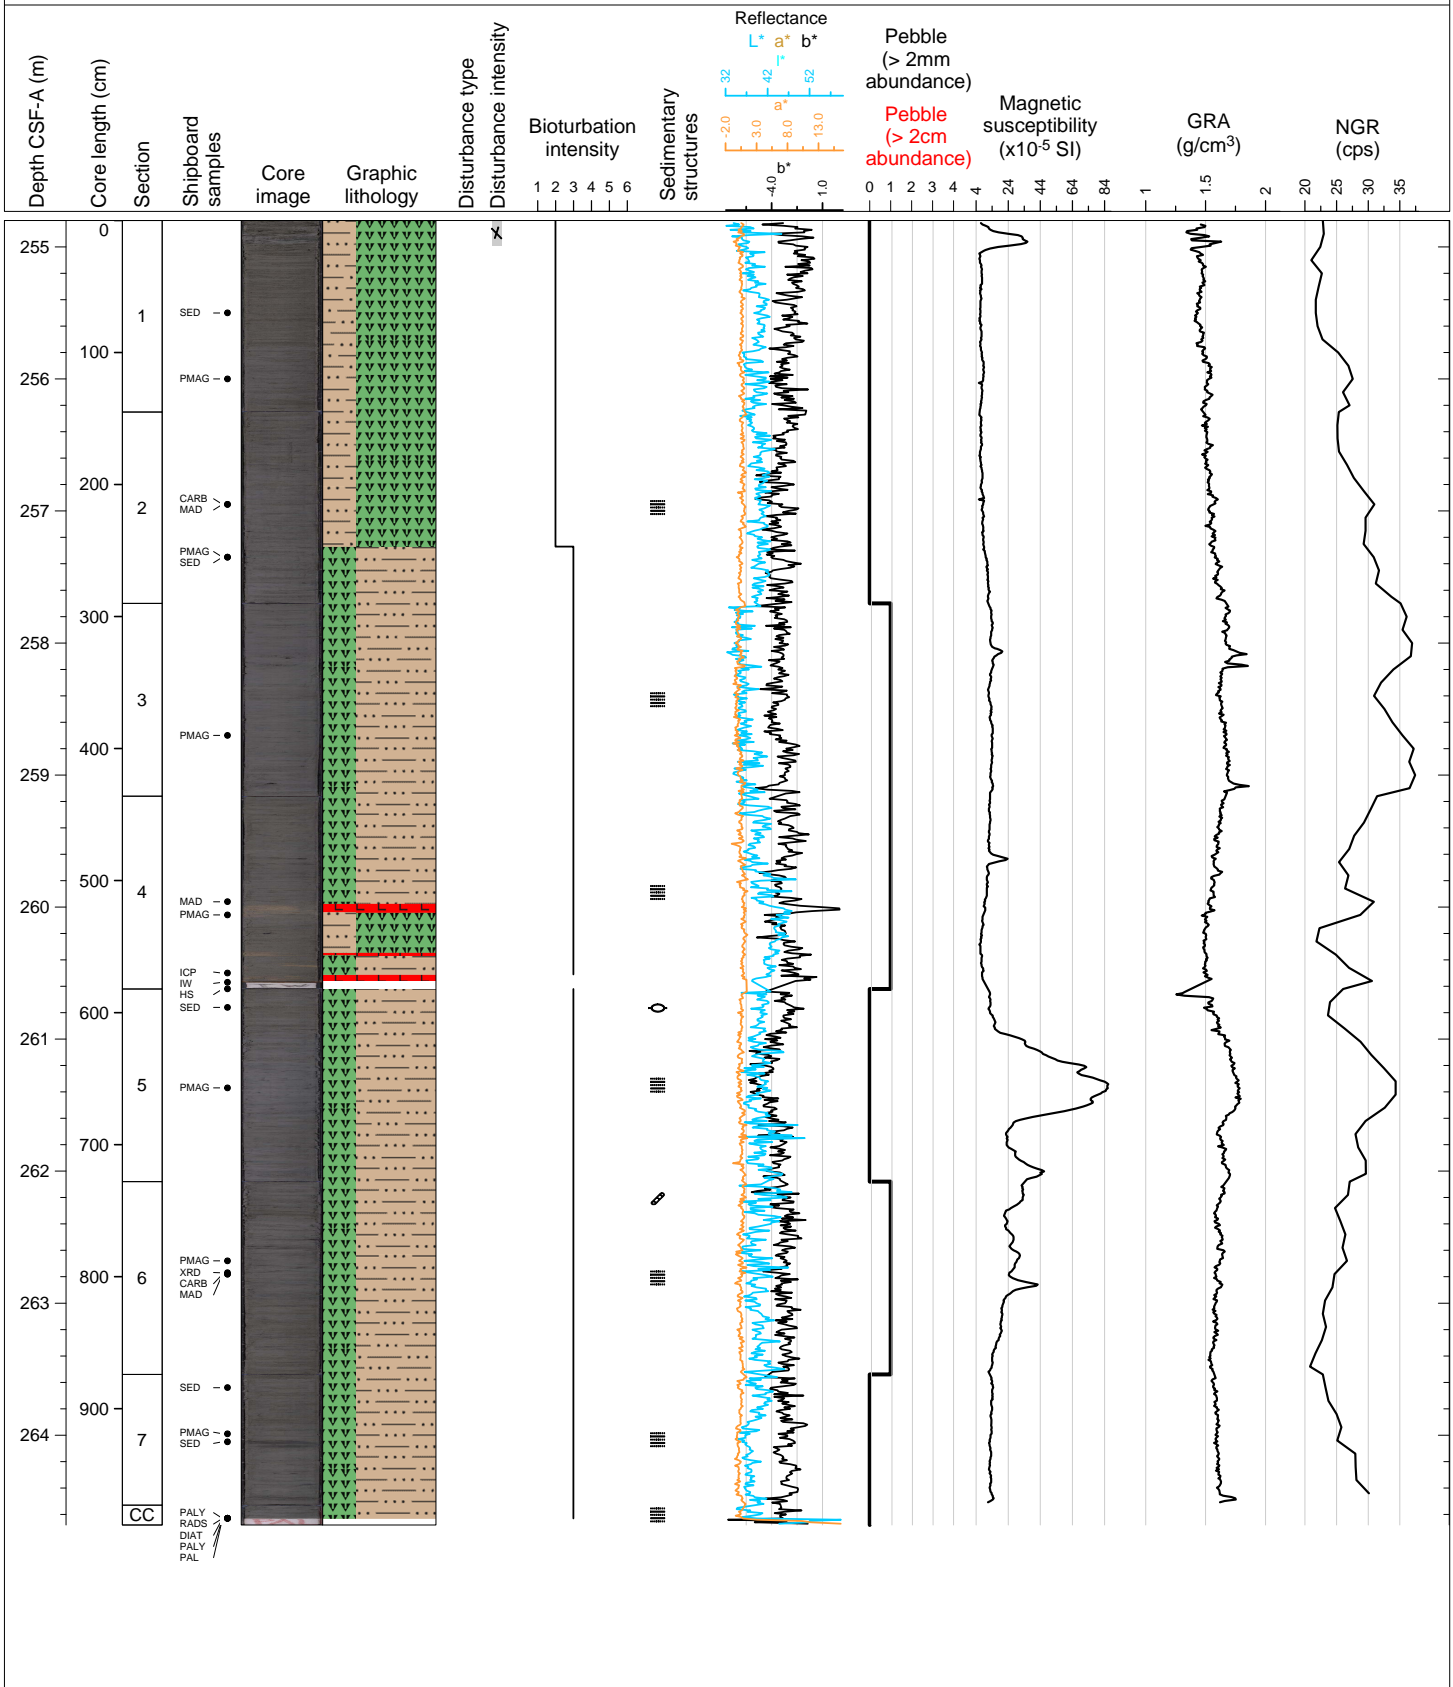 Depth CSF-A (m)
Core length (cm)
Section
Shipboard
samples
Core
image
Graphic
lithology
Disturbance type
Disturbance intensity
Bioturbation
intensity
1 2 3 4 5 6
Sedimentary
structures
Reflectance
L* a* b*
l*
32 42 52
a*
-2.0 3.0 8.0 13.0
b*
-4.0 1.0
Pebble
(> 2mm
abundance)
Pebble
(> 2cm
abundance)
0 1 2 3 4
Magnetic
susceptibility
(x10-5 SI)
4 24 44 64 84
GRA
(g/cm3)
1 1.5 2
NGR
(cps)
20 25 30 35
255
256
257
258
259
260
261
262
263
264
0
100
200
300
400
500
600
700
800
900
1
2
3
4
5
6
7
CC
SED
PMAG
CARB
MAD
PMAG
SED
PMAG
MAD
PMAG
ICP
IW
HS
SED
PMAG
PMAG
XRD
CARB
MAD
SED
PMAG
SED
PALY
RADS
DIAT
PALY
PAL